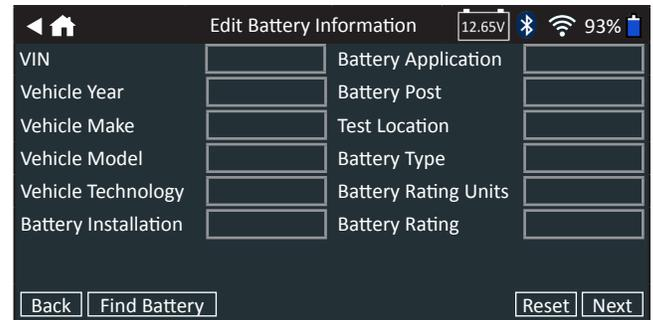 Edit Battery Information 12.65V 93%
VIN Battery Application
Vehicle Year Battery Post
Vehicle Make Test Location
Vehicle Model Battery Type
Vehicle Technology Battery Rating Units
Battery Installation Battery Rating
Back Find Battery Reset Next